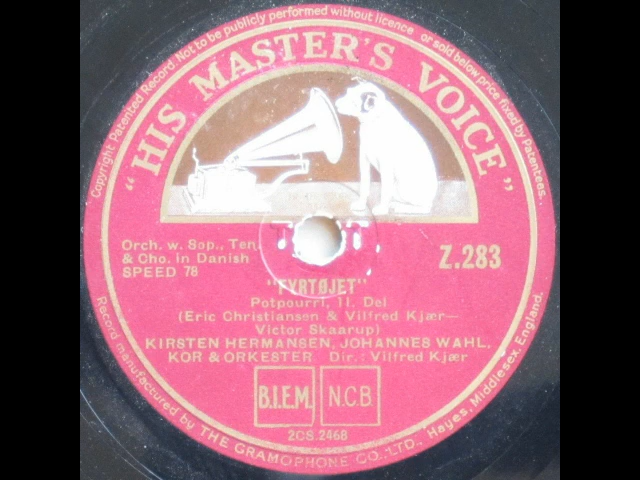 Copyright Patented Record. Not to be publicly performed without licence or sold below price fixed by Patentees.
"HIS MASTER'S VOICE"
Orch. w. Sop., Ten.
& Cho. in Danish
SPEED 78
Z.283
"FYRTØJET"
Potpourri, II. Del
(Eric Christiansen & Vilfred Kjær—
Victor Skaarup)
KIRSTEN HERMANSEN, JOHANNES WAHL,
KOR & ORKESTER Dir.: Vilfred Kjær
B.I.E.M. N.C.B.
2CS.2468
Record manufactured by THE GRAMOPHONE CO., LTD., Hayes, Middlesex, England.